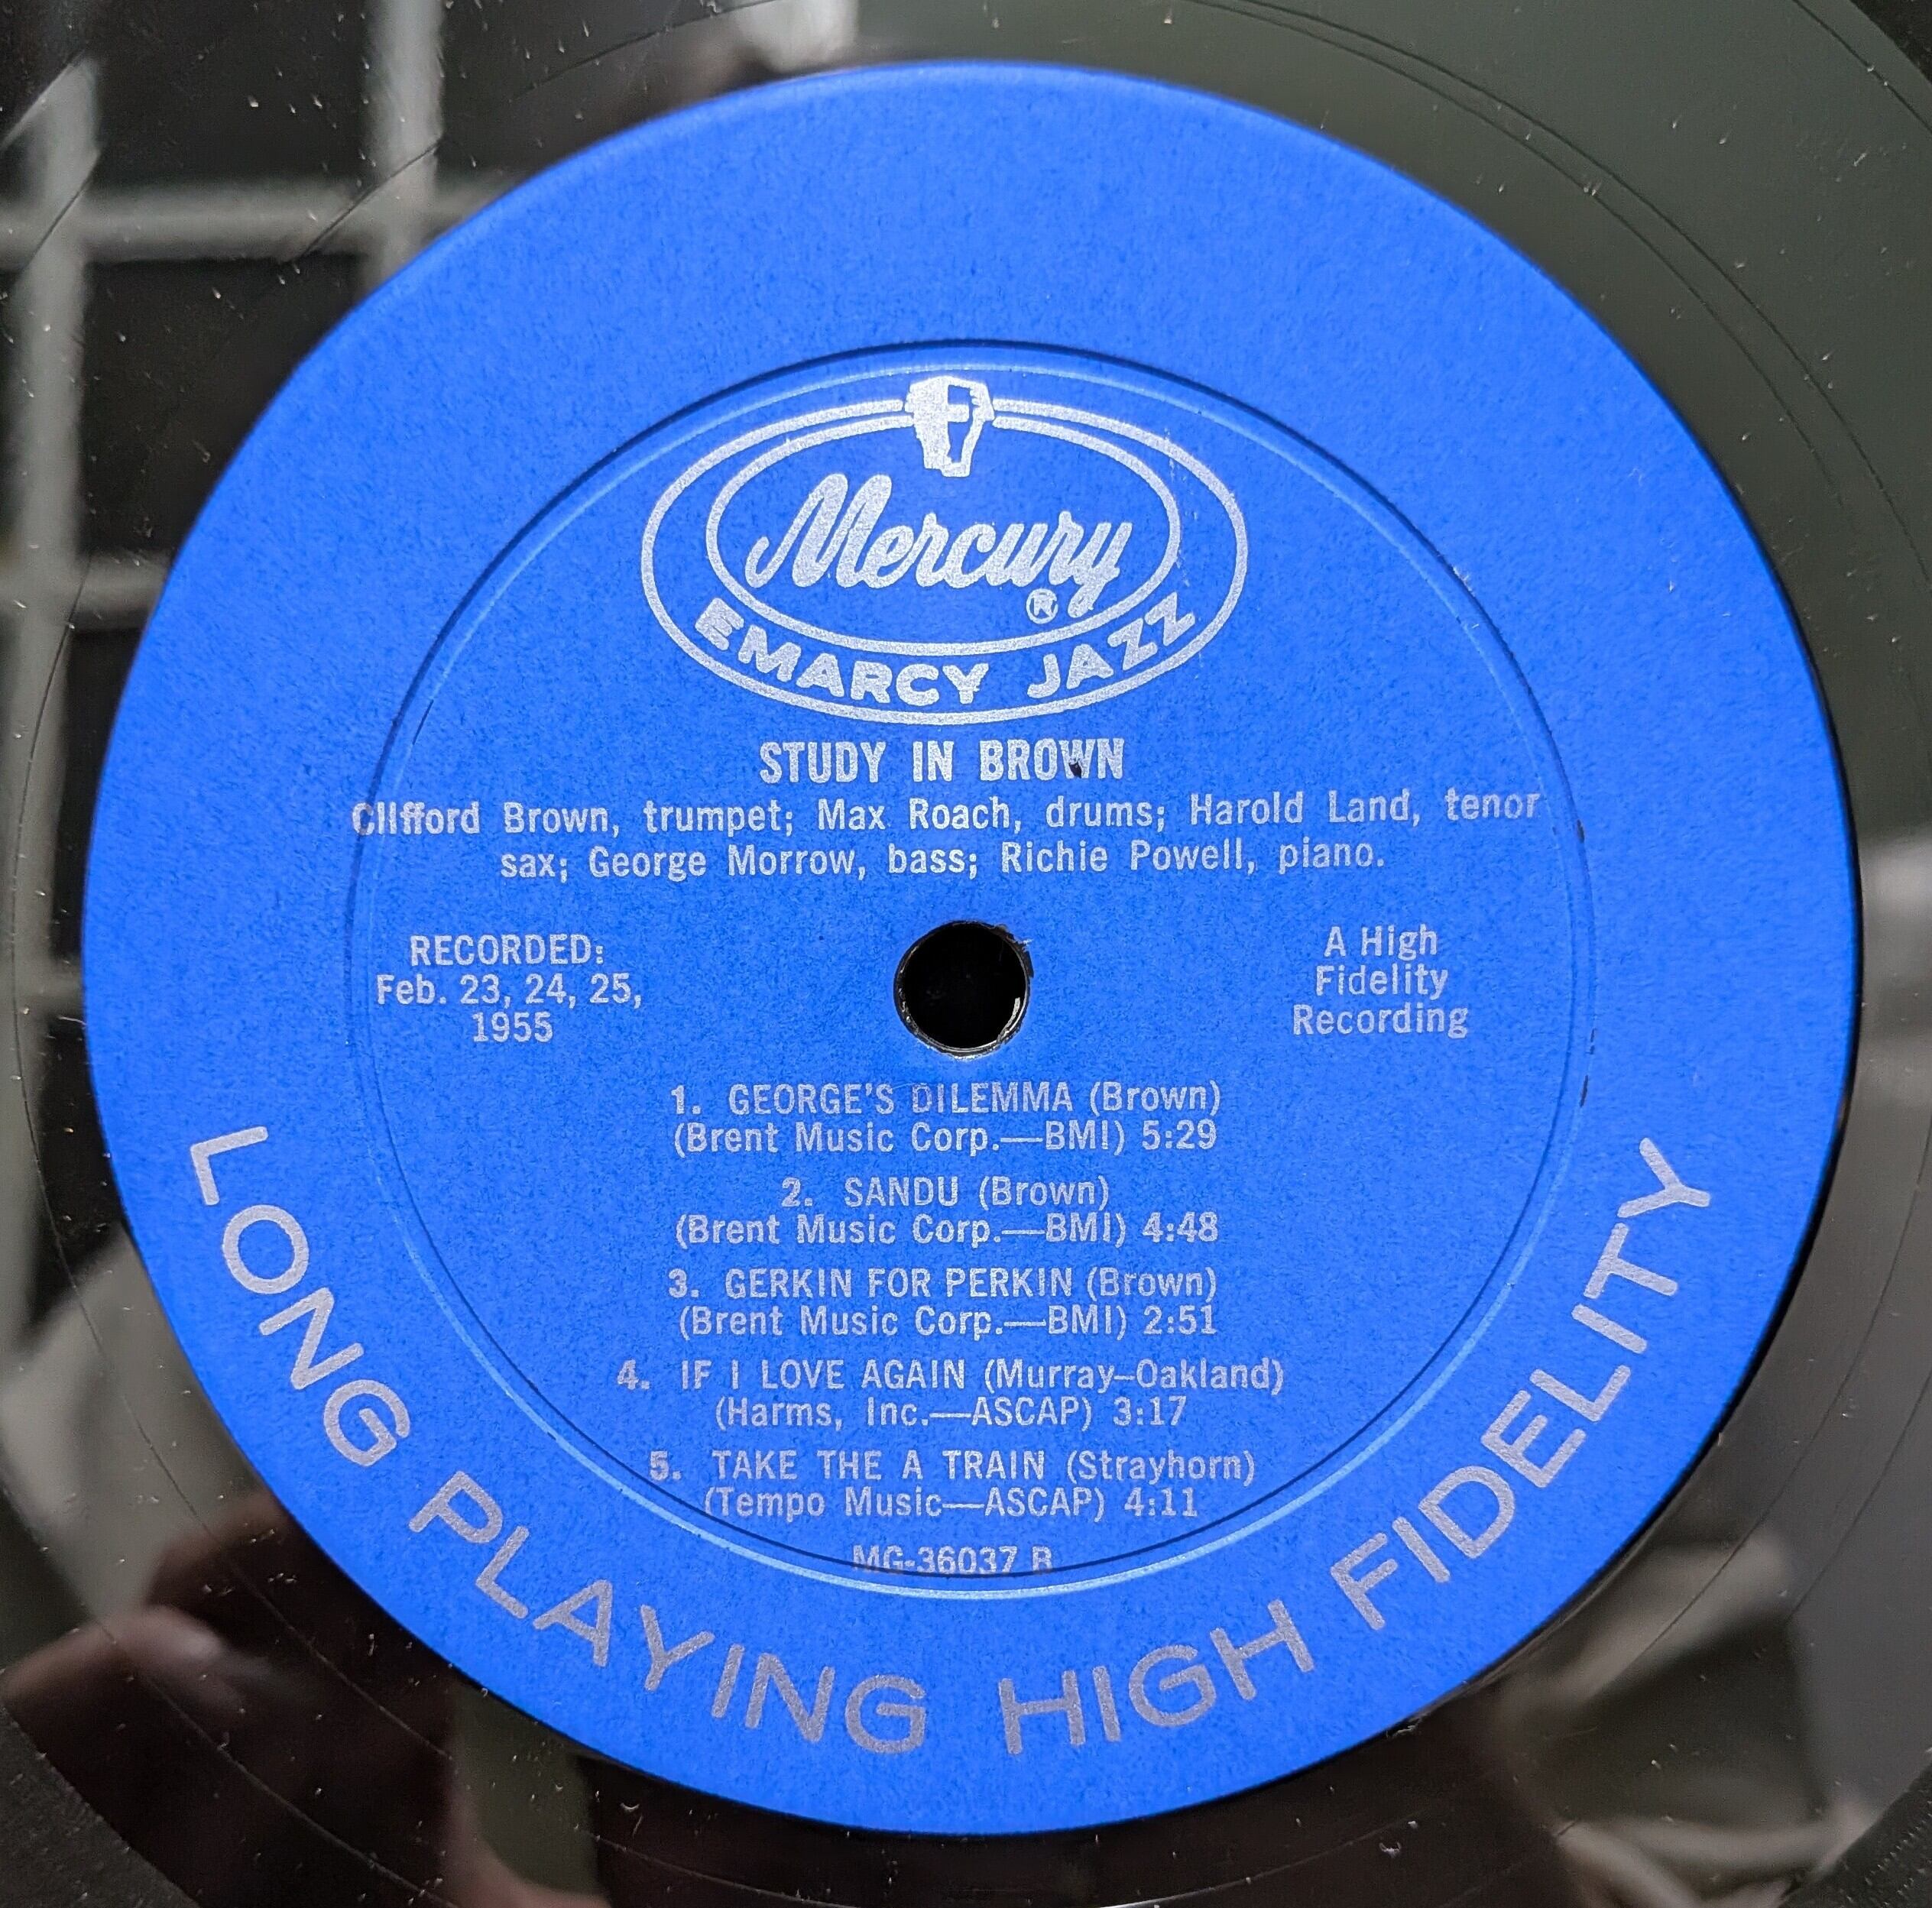 Mercury
®
EMARCY JAZZ
STUDY IN BROWN
Clifford Brown, trumpet; Max Roach, drums; Harold Land, tenor
sax; George Morrow, bass; Richie Powell, piano.
RECORDED:
Feb. 23, 24, 25,
1955
A High
Fidelity
Recording
1. GEORGE'S DILEMMA (Brown)
(Brent Music Corp.—BMI) 5:29
2. SANDU (Brown)
(Brent Music Corp.—BMI) 4:48
3. GERKIN FOR PERKIN (Brown)
(Brent Music Corp.—BMI) 2:51
4. IF I LOVE AGAIN (Murray–Oakland)
(Harms, Inc.—ASCAP) 3:17
5. TAKE THE A TRAIN (Strayhorn)
(Tempo Music—ASCAP) 4:11
MG-36037 B
LONG PLAYING HIGH FIDELITY